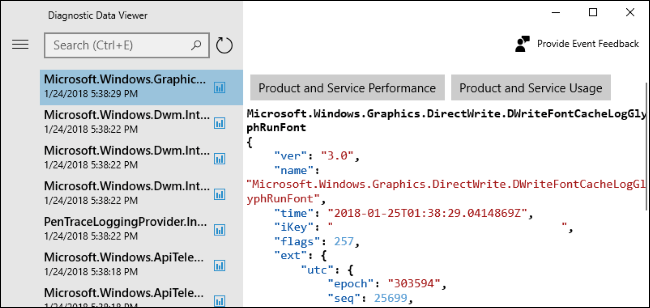 Diagnostic Data Viewer
Search (Ctrl+E)
Provide Event Feedback
Microsoft.Windows.Graphic...
1/24/2018 5:38:29 PM
Microsoft.Windows.Dwm.Int...
1/24/2018 5:38:22 PM
Microsoft.Windows.Dwm.Int...
1/24/2018 5:38:22 PM
Microsoft.Windows.Dwm.Int...
1/24/2018 5:38:22 PM
PenTraceLoggingProvider.In...
1/24/2018 5:38:22 PM
Microsoft.Windows.ApiTele...
1/24/2018 5:38:18 PM
Microsoft.Windows.ApiTele...
1/24/2018 5:38:18 PM
Product and Service Performance
Product and Service Usage
Microsoft.Windows.Graphics.DirectWrite.DWriteFontCacheLogGl
yphRunFont
{
"ver": "3.0",
"name":
"Microsoft.Windows.Graphics.DirectWrite.DWriteFontCacheLogG
lyphRunFont",
"time": "2018-01-25T01:38:29.0414869Z",
"iKey": " ",
"flags": 257,
"ext": {
"utc": {
"epoch": "303594",
"seq": 25699,